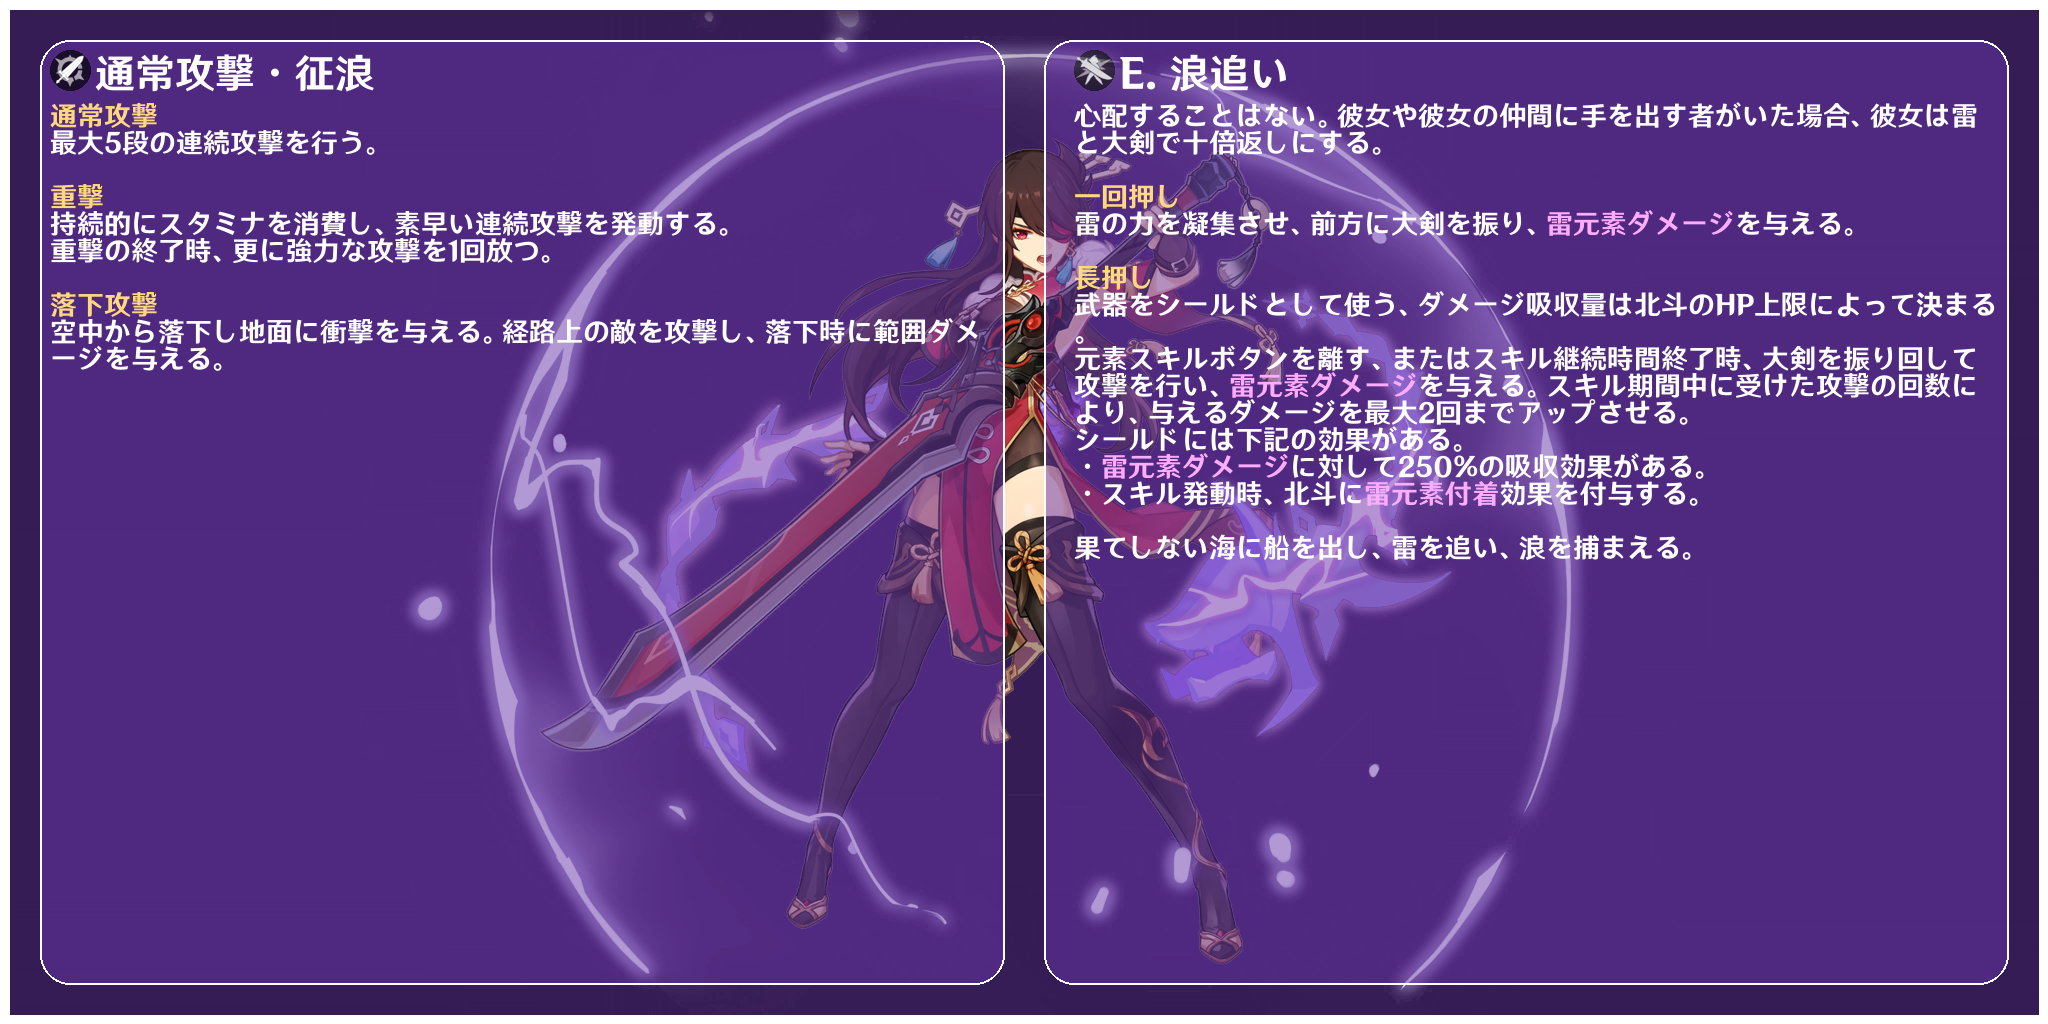 通常攻撃・征浪
通常攻撃
最大5段の連続攻撃を行う。
重撃
持続的にスタミナを消費し、素早い連続攻撃を発動する。
重撃の終了時、更に強力な攻撃を1回放つ。
落下攻撃
空中から落下し地面に衝撃を与える。経路上の敵を攻撃し、落下時に範囲ダメ
ージを与える。
E. 浪追い
心配することはない。彼女や彼女の仲間に手を出す者がいた場合、彼女は雷
と大剣で十倍返しにする。
一回押し
雷の力を凝集させ、前方に大剣を振り、雷元素ダメージを与える。
長押し
武器をシールドとして使う、ダメージ吸収量は北斗のHP上限によって決まる
。
元素スキルボタンを離す、またはスキル継続時間終了時、大剣を振り回して
攻撃を行い、雷元素ダメージを与える。スキル期間中に受けた攻撃の回数に
より、与えるダメージを最大2回までアップさせる。
シールドには下記の効果がある。
・雷元素ダメージに対して250%の吸収効果がある。
・スキル発動時、北斗に雷元素付着効果を付与する。
果てしない海に船を出し、雷を追い、浪を捕まえる。